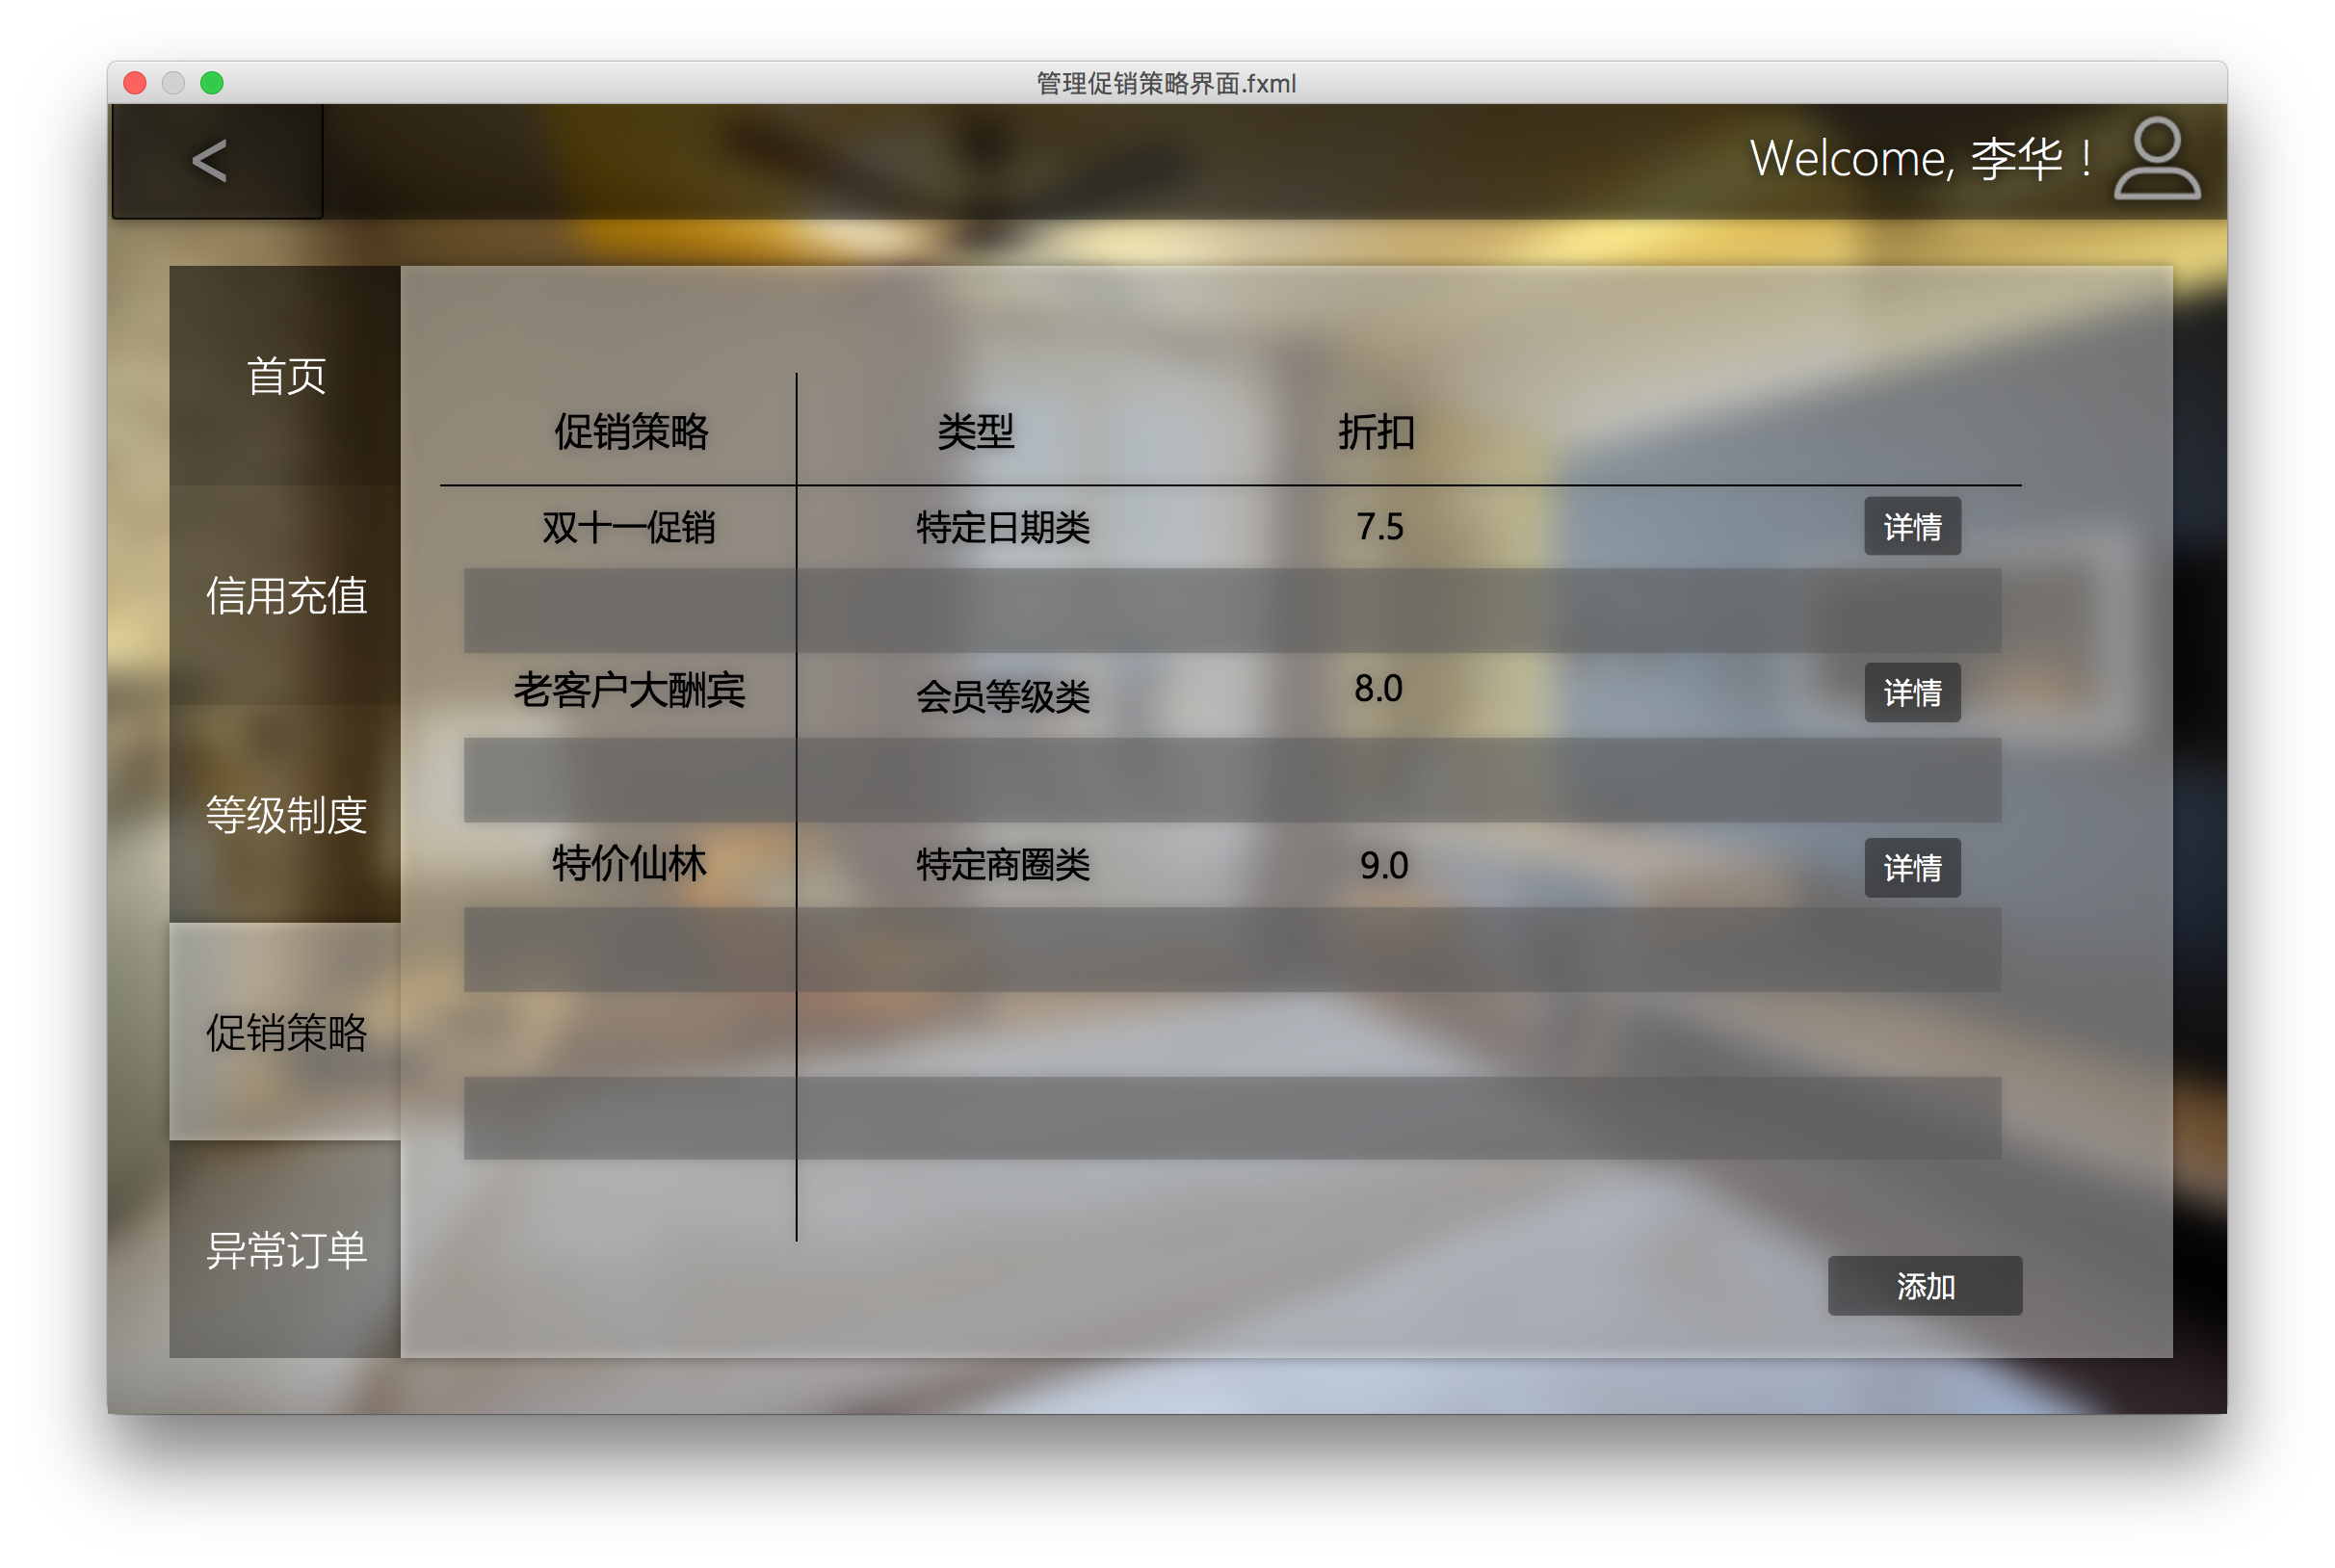 管理促销策略界面.fxml
<
Welcome, 李华！
首页
信用充值
等级制度
促销策略
异常订单
促销策略 类型 折扣
双十一促销 特定日期类 7.5 详情
老客户大酬宾 会员等级类 8.0 详情
特价仙林 特定商圈类 9.0 详情
添加